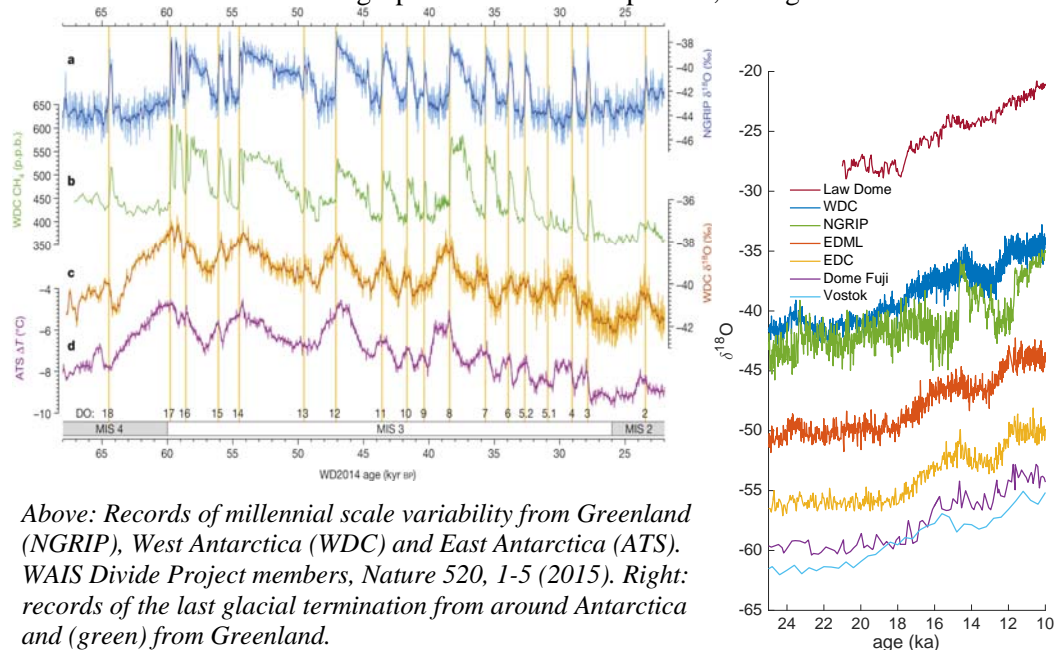 65 60 55 50 45 40 35 30 25
a
−38
−40
−42
−44
−46
NGRIP δ¹⁸O (‰)
650
600
550
500
450
400
350
WDC CH₄ (p.p.b.)
b
−36
−38
−40
−42
WDC δ¹⁸O (‰)
c
−4
−6
−8
−10
ATS ΔT (°C)
d
DO: 18 17 16 15 14 13 12 11 10 9 8 7 6 5.2 5.1 4 3 2
MIS 4 MIS 3 MIS 2
65 60 55 50 45 40 35 30 25
WD2014 age (kyr BP)
Above: Records of millennial scale variability from Greenland
(NGRIP), West Antarctica (WDC) and East Antarctica (ATS).
WAIS Divide Project members, Nature 520, 1-5 (2015). Right:
records of the last glacial termination from around Antarctica
and (green) from Greenland.
-20
-25
-30
-35
-40
-45
-50
-55
-60
-65
δ¹⁸O
Law Dome
WDC
NGRIP
EDML
EDC
Dome Fuji
Vostok
24 22 20 18 16 14 12 10
age (ka)